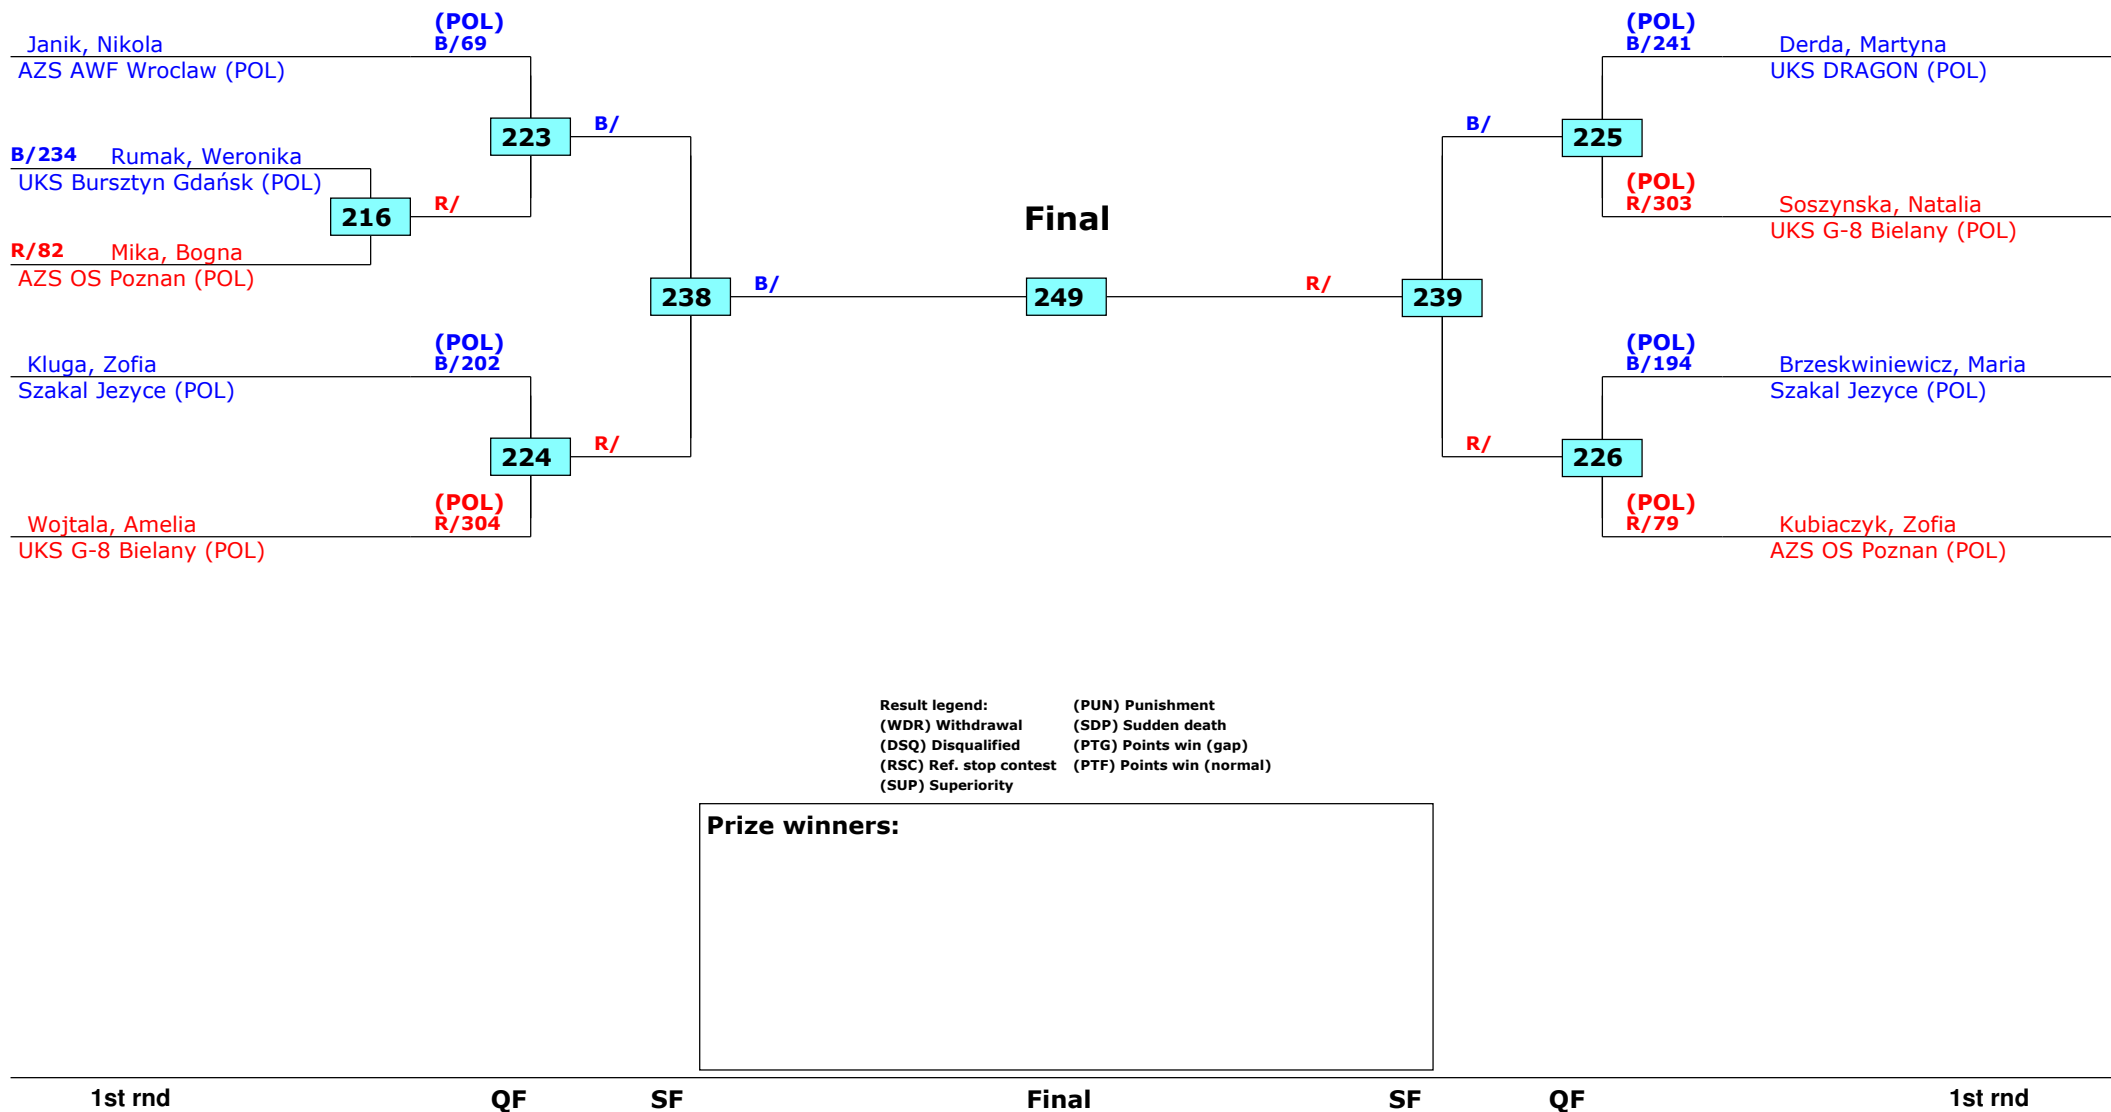 (POL)
Janik, Nikola B/69
AZS AWF Wroclaw (POL)
223
B/
B/234 Rumak, Weronika
UKS Bursztyn Gdańsk (POL)
216
R/
R/82 Mika, Bogna
AZS OS Poznan (POL)
238
B/
(POL)
Kluga, Zofia B/202
Szakal Jezyce (POL)
224
R/
(POL)
Wojtala, Amelia R/304
UKS G-8 Bielany (POL)
Final
249
(POL)
B/241 Derda, Martyna
UKS DRAGON (POL)
B/
225
(POL)
R/303 Soszynska, Natalia
UKS G-8 Bielany (POL)
R/
239
(POL)
B/194 Brzeskwiniewicz, Maria
Szakal Jezyce (POL)
R/
226
(POL)
R/79 Kubiaczyk, Zofia
AZS OS Poznan (POL)
Result legend: (PUN) Punishment
(WDR) Withdrawal (SDP) Sudden death
(DSQ) Disqualified (PTG) Points win (gap)
(RSC) Ref. stop contest (PTF) Points win (normal)
(SUP) Superiority
Prize winners:
1st rnd QF SF Final SF QF 1st rnd